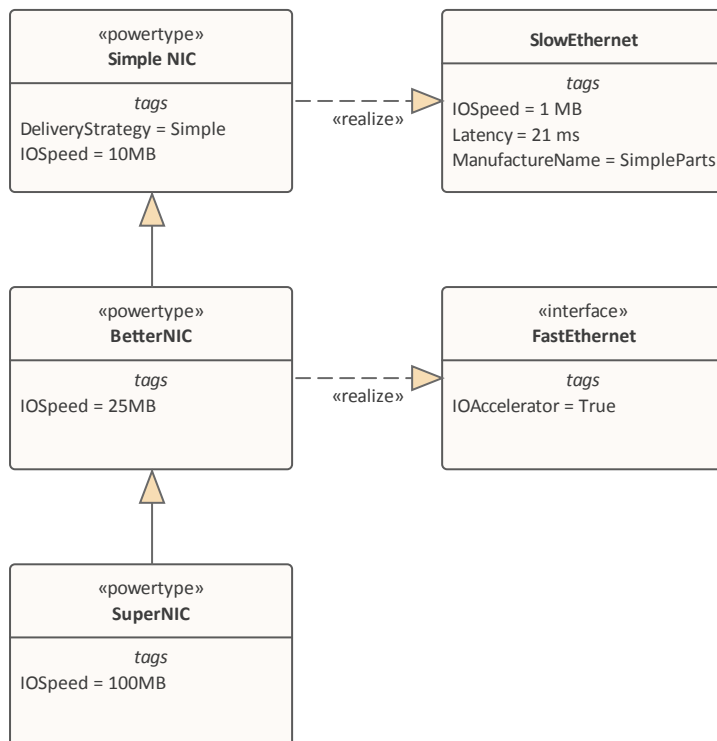 «powertype»
Simple NIC
tags
DeliveryStrategy = Simple
IOSpeed = 10MB
«realize»
SlowEthernet
tags
IOSpeed = 1 MB
Latency = 21 ms
ManufactureName = SimpleParts
«powertype»
BetterNIC
tags
IOSpeed = 25MB
«realize»
«interface»
FastEthernet
tags
IOAccelerator = True
«powertype»
SuperNIC
tags
IOSpeed = 100MB